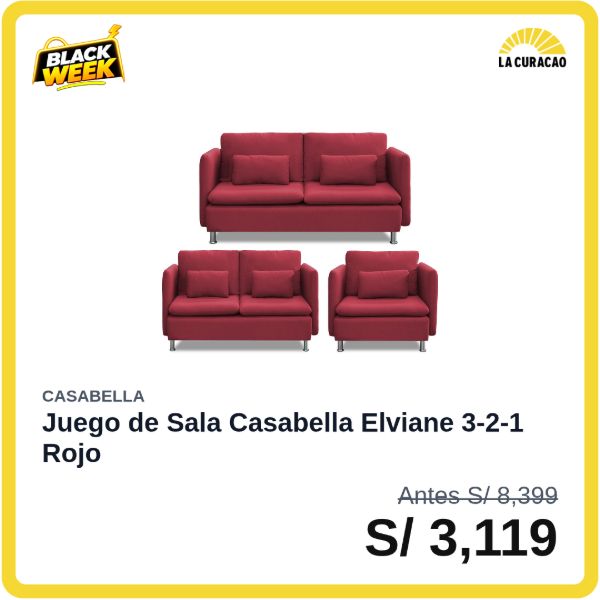 BLACK
WEEK
LA CURACAO
CASABELLA
Juego de Sala Casabella Elviane 3-2-1
Rojo
Antes S/ 8,399
S/ 3,119